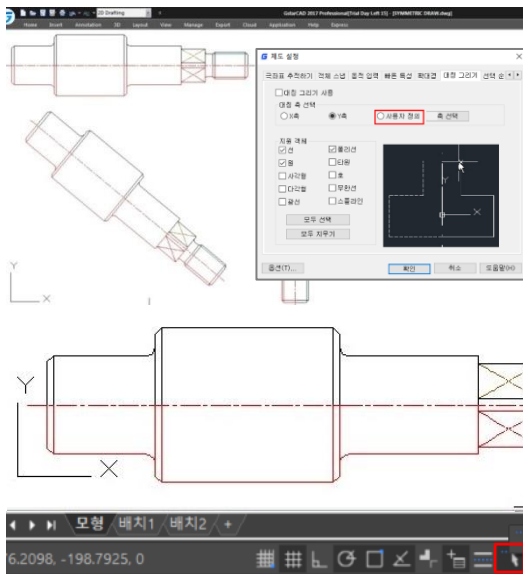 2D Drafting
GstarCAD 2017 Professional(Trial Day Left 15) - [SYMMETRIC DRAW.dwg]
Home Insert Annotation 3D Layout View Manage Export Cloud Application Help Express
제도 설정
극좌표 추적하기 객체 스냅 동적 입력 빠른 특성 확대경 대칭 그리기 선택 순
대칭 그리기 사용
대칭 축 선택
X축 Y축 사용자 정의 축 선택
지원 객체
선 폴리선
원 타원
사각형 호
다각형 무한선
광선 스플라인
모두 선택
모두 지우기
Y
X
옵션(T)... 확인 취소 도움말(H)
Y
X
Y
X
모형 배치1 배치2 +
6.2098, -198.7925, 0